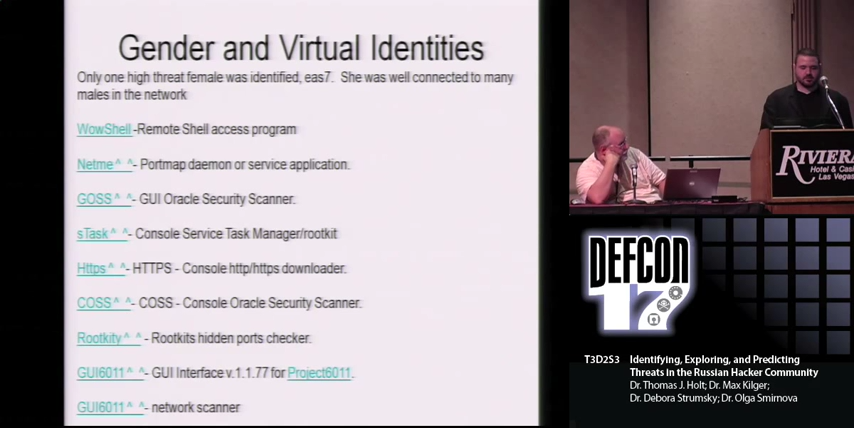 Gender and Virtual Identities
Only one high threat female was identified, eas7. She was well connected to many
males in the network
WowShell -Remote Shell access program
Netme^_^- Portmap daemon or service application.
GOSS^_^- GUI Oracle Security Scanner.
sTask^_^- Console Service Task Manager/rootkit
Https^_^- HTTPS - Console http/https downloader.
COSS^_^- COSS - Console Oracle Security Scanner.
Rootkity^_^ - Rootkits hidden ports checker.
GUI6011^_^- GUI Interface v.1.1.77 for Project6011.
GUI6011^_^- network scanner
RIVIERA
Hotel & Cas
Las Vegas
DEFCON
17
T3D2S3 Identifying, Exploring, and Predicting
Threats in the Russian Hacker Community
Dr. Thomas J. Holt; Dr. Max Kilger;
Dr. Debora Strumsky; Dr. Olga Smirnova